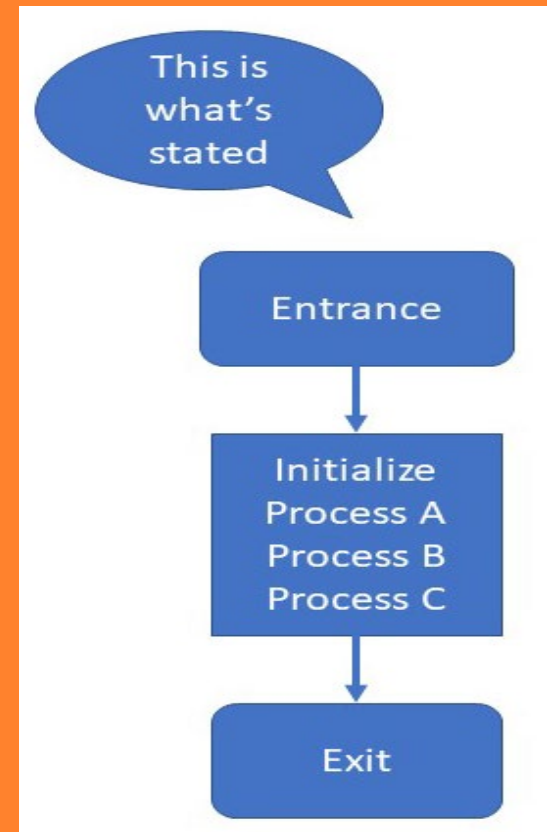 This is
what’s
stated
Entrance
Initialize
Process A
Process B
Process C
Exit